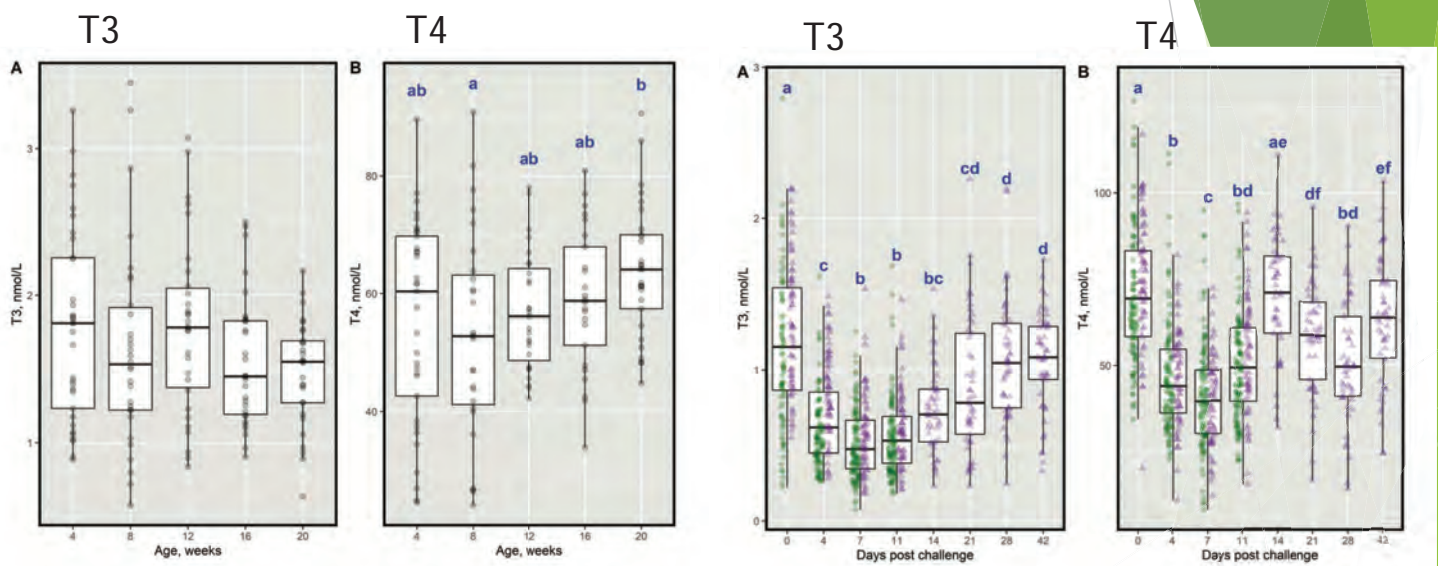 T3
T4
T3
T4
A
3
2
1
T3, nmol/L
4
8
12
16
20
Age, weeks
B
ab
a
ab
ab
b
80
60
40
T4, nmol/L
4
8
12
16
20
Age, weeks
A
a
c
b
b
bc
cd
d
d
3
2
1
0
T3, nmol/L
0
4
7
11
14
21
28
42
Days post challenge
B
a
b
c
bd
ae
df
bd
ef
100
50
T4, nmol/L
0
4
7
11
14
21
28
42
Days post challenge